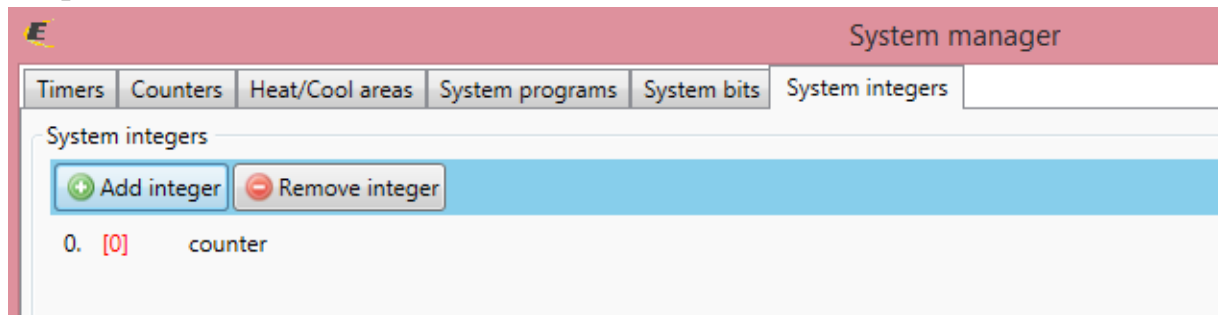 E System manager
Timers Counters Heat/Cool areas System programs System bits System integers
System integers
Add integer Remove integer
0. [0] counter